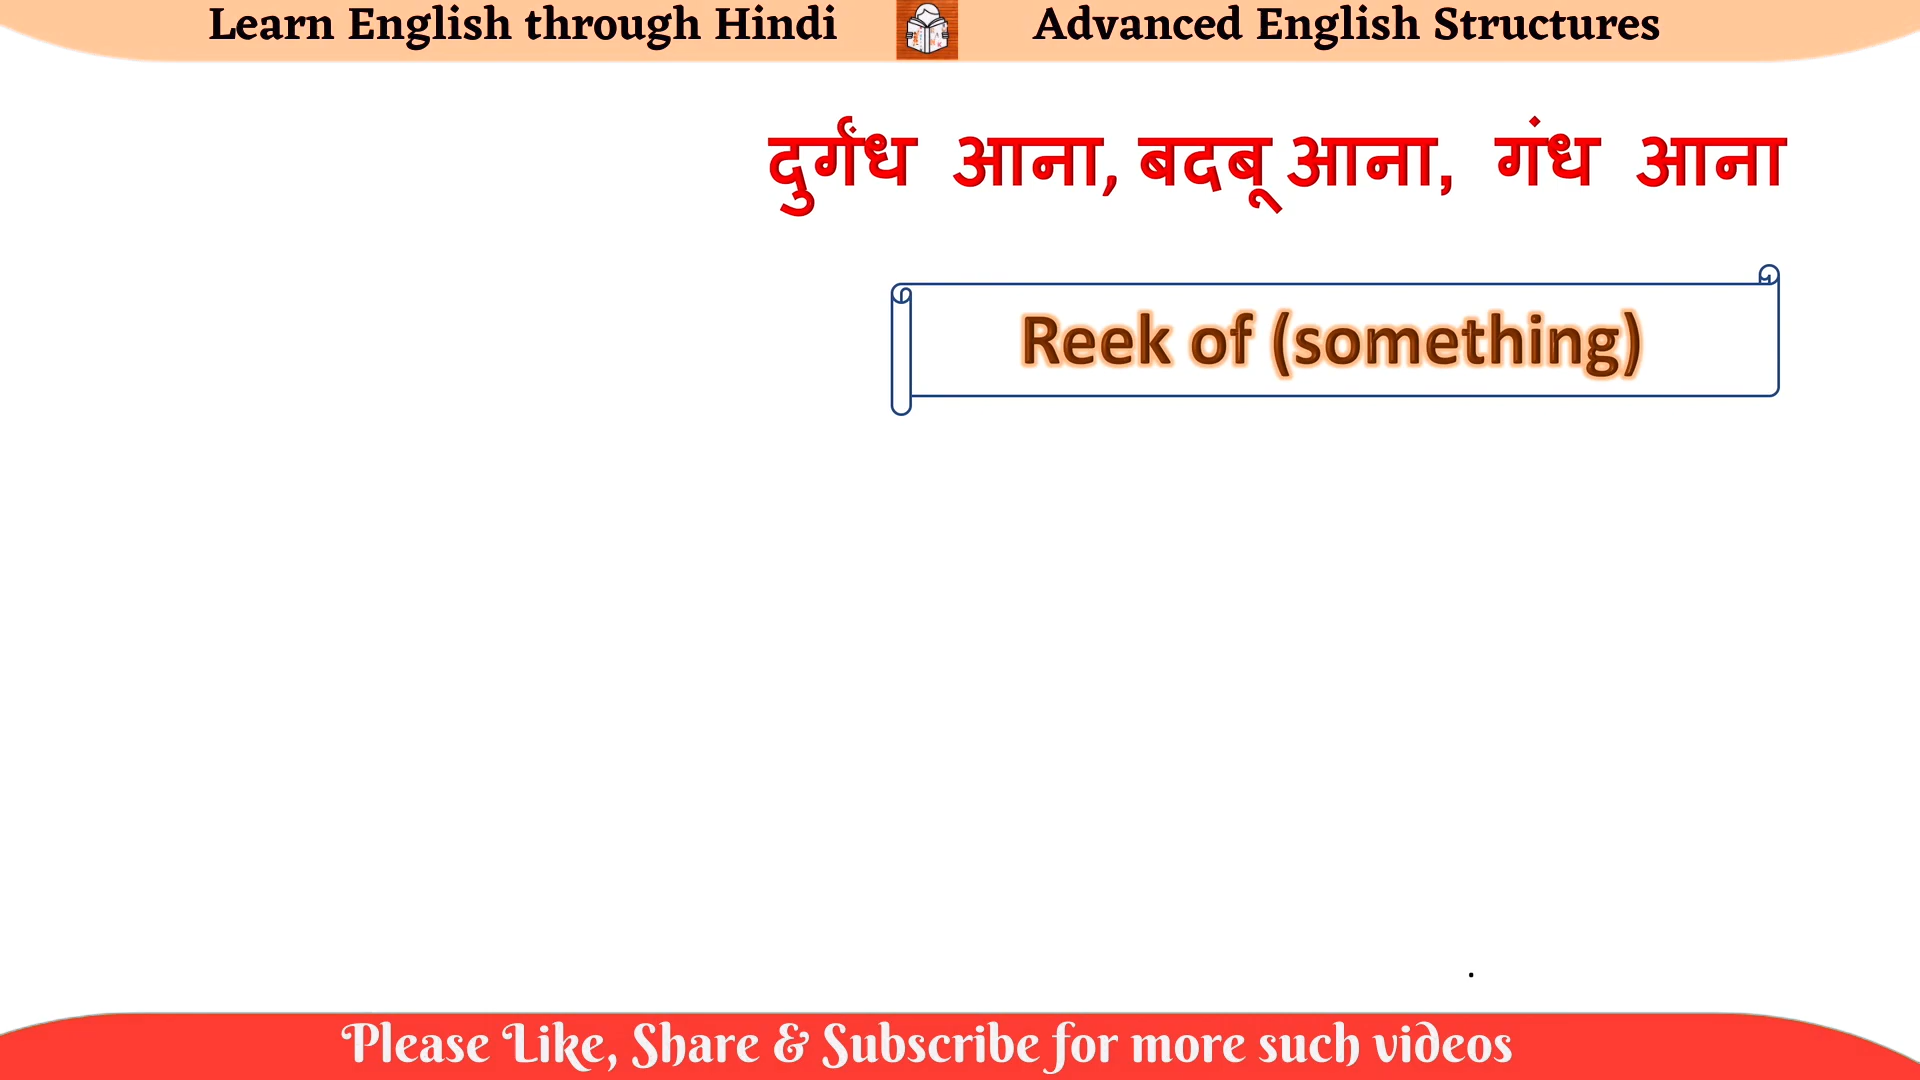 Learn English through Hindi
Advanced English Structures
दुर्गंध आना, बदबू आना, गंध आना
Reek of (something)
.
Please Like, Share & Subscribe for more such videos